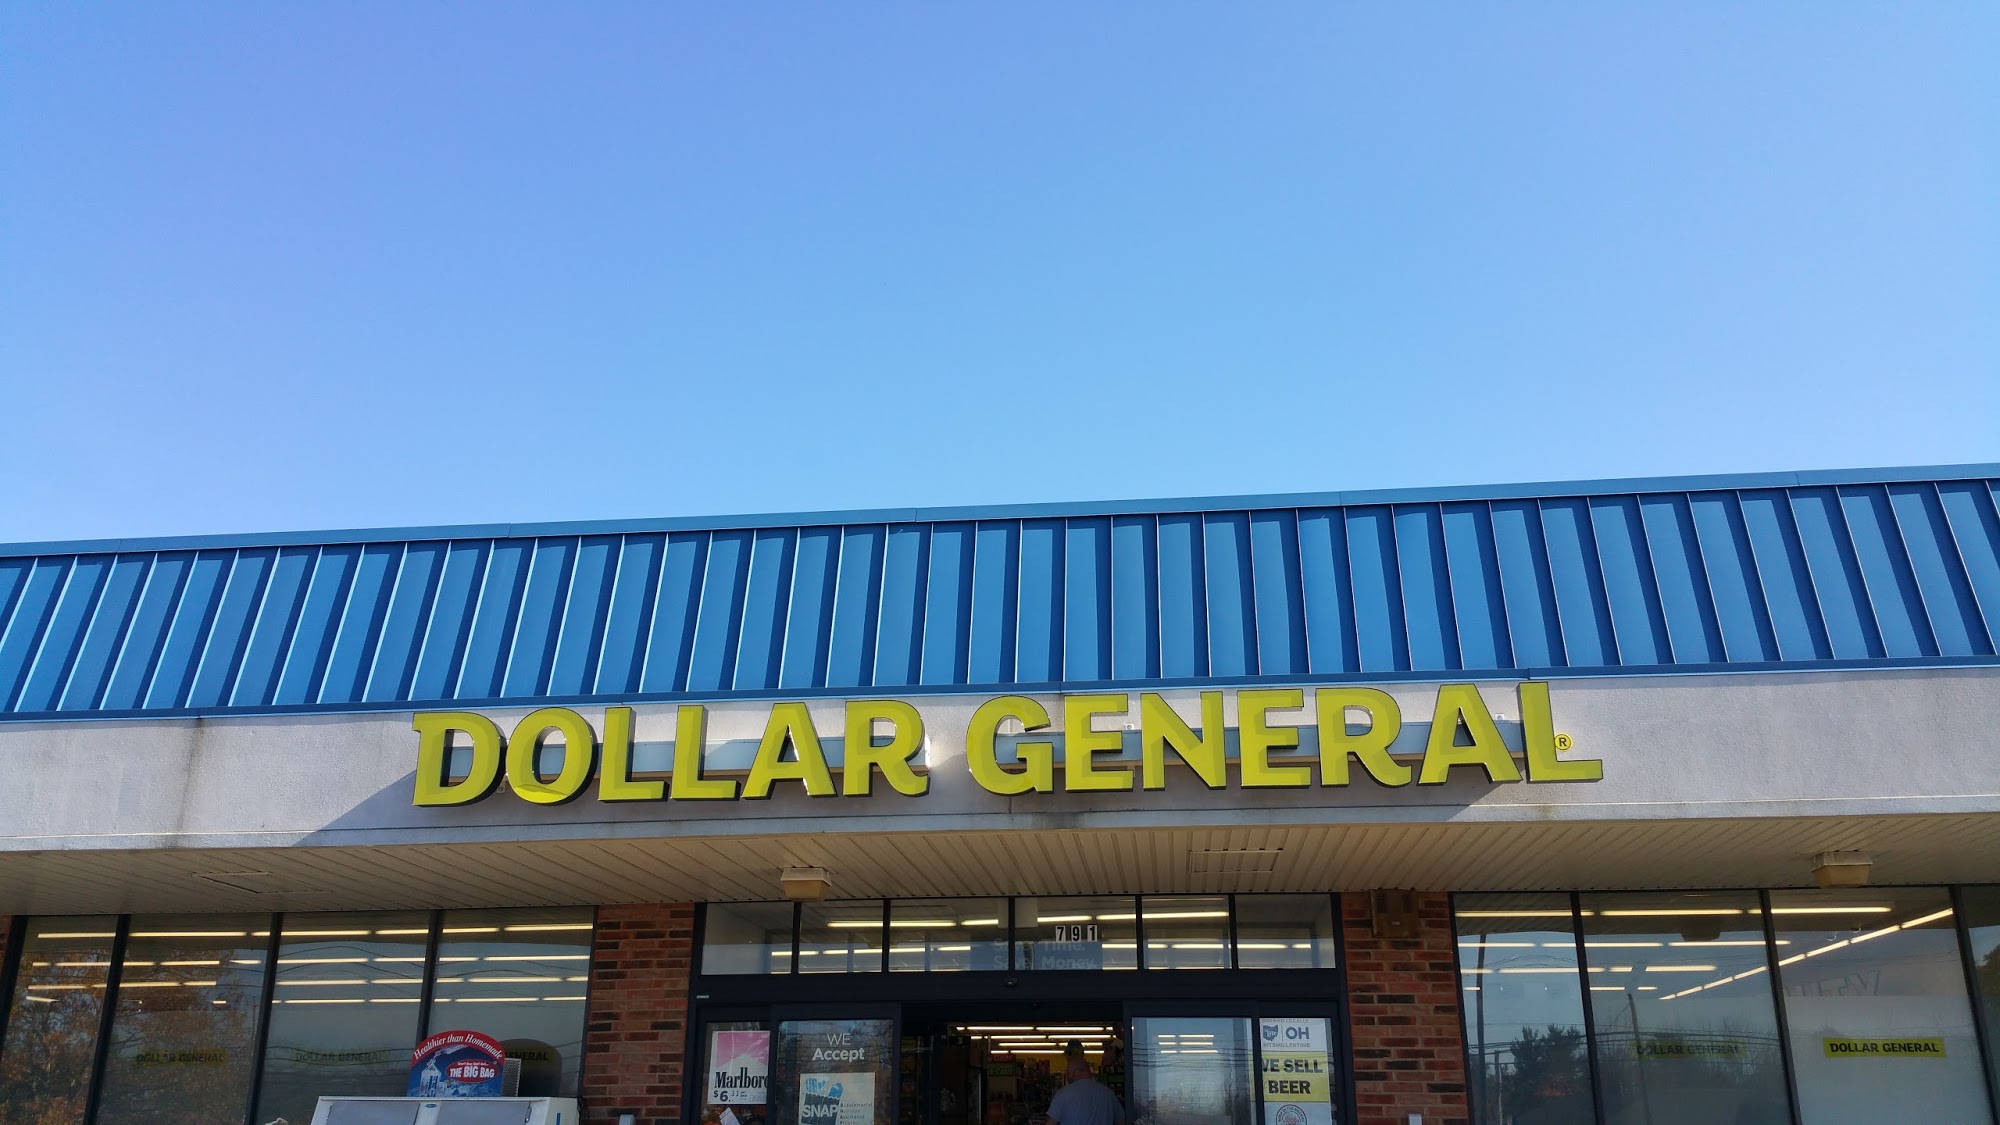 DOLLAR GENERAL®
791
Save Time.
Save Money.
Healthier than Homemade
THE BIG BAG
DOLLAR GENERAL
DOLLAR GENERAL
Marlboro
$6.
WE
Accept
SNAP
OH
#ITSMILLERTIME
WE SELL
BEER
DOLLAR GENERAL
DOLLAR GENERAL